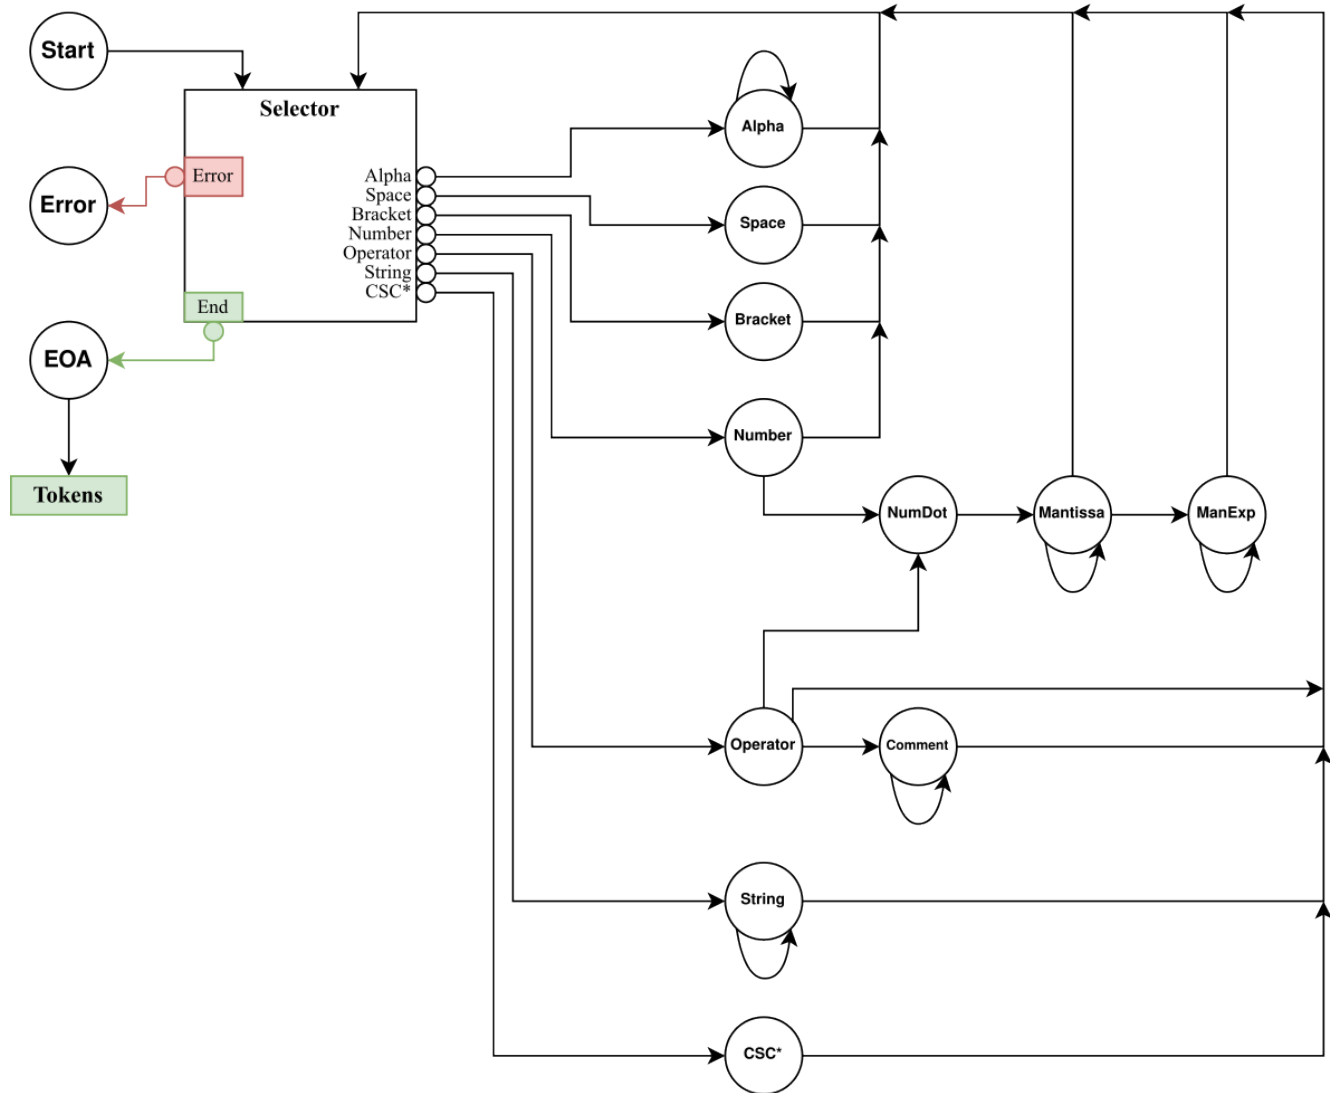 Start
Selector
Error
Error
Alpha
Space
Bracket
Number
Operator
String
CSC*
End
EOA
Tokens
Alpha
Space
Bracket
Number
NumDot
Mantissa
ManExp
Operator
Comment
String
CSC*